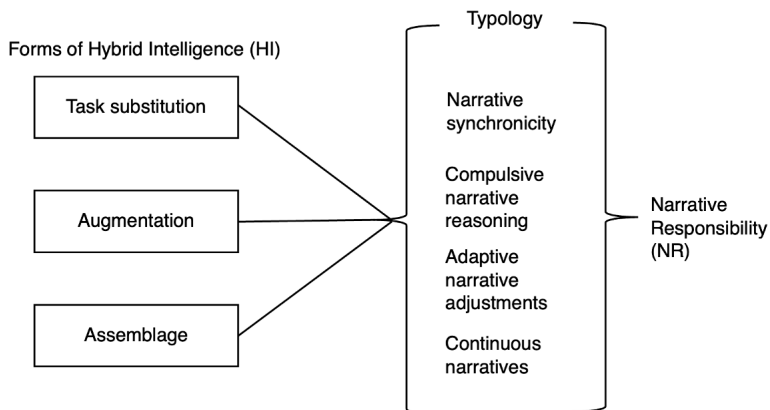 Forms of Hybrid Intelligence (HI)
Task substitution
Augmentation
Assemblage
Typology
Narrative
synchronicity
Compulsive
narrative
reasoning
Adaptive
narrative
adjustments
Continuous
narratives
Narrative
Responsibility
(NR)